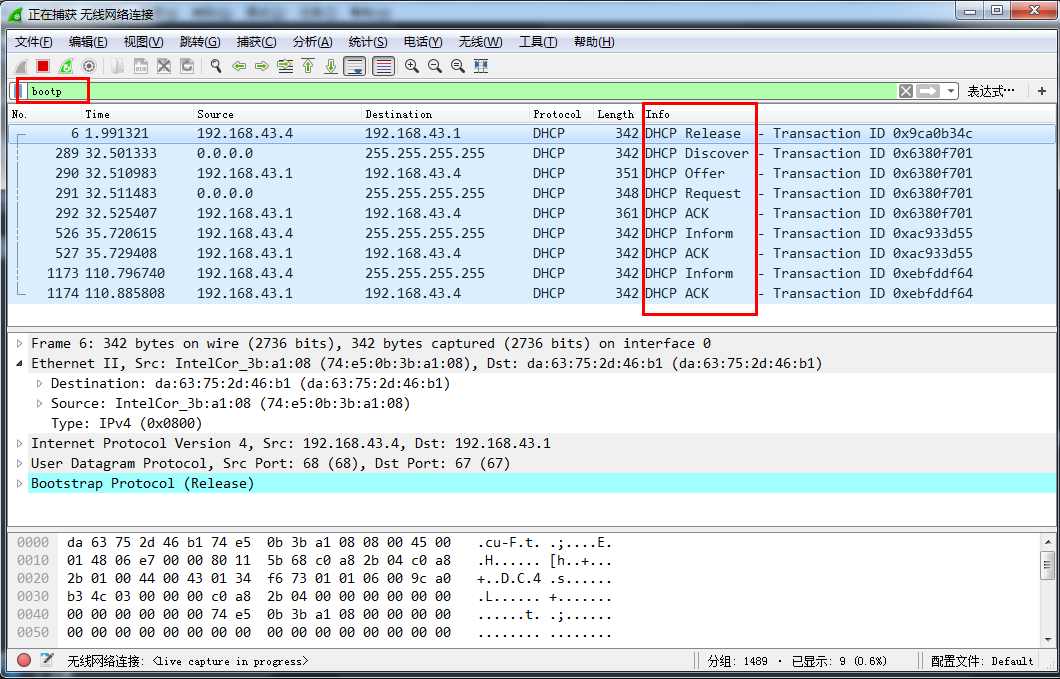 正在捕获 无线网络连接
文件(F) 编辑(E) 视图(V) 跳转(G) 捕获(C) 分析(A) 统计(S) 电话(Y) 无线(W) 工具(T) 帮助(H)
bootp 表达式… +
No. Time Source Destination Protocol Length Info
6 1.991321 192.168.43.4 192.168.43.1 DHCP 342 DHCP Release - Transaction ID 0x9ca0b34c
289 32.501333 0.0.0.0 255.255.255.255 DHCP 342 DHCP Discover - Transaction ID 0x6380f701
290 32.510983 192.168.43.1 192.168.43.4 DHCP 351 DHCP Offer - Transaction ID 0x6380f701
291 32.511483 0.0.0.0 255.255.255.255 DHCP 348 DHCP Request - Transaction ID 0x6380f701
292 32.525407 192.168.43.1 192.168.43.4 DHCP 361 DHCP ACK - Transaction ID 0x6380f701
526 35.720615 192.168.43.4 255.255.255.255 DHCP 342 DHCP Inform - Transaction ID 0xac933d55
527 35.729408 192.168.43.1 192.168.43.4 DHCP 342 DHCP ACK - Transaction ID 0xac933d55
1173 110.796740 192.168.43.4 255.255.255.255 DHCP 342 DHCP Inform - Transaction ID 0xebfddf64
1174 110.885808 192.168.43.1 192.168.43.4 DHCP 342 DHCP ACK - Transaction ID 0xebfddf64
Frame 6: 342 bytes on wire (2736 bits), 342 bytes captured (2736 bits) on interface 0
Ethernet II, Src: IntelCor_3b:a1:08 (74:e5:0b:3b:a1:08), Dst: da:63:75:2d:46:b1 (da:63:75:2d:46:b1)
Destination: da:63:75:2d:46:b1 (da:63:75:2d:46:b1)
Source: IntelCor_3b:a1:08 (74:e5:0b:3b:a1:08)
Type: IPv4 (0x0800)
Internet Protocol Version 4, Src: 192.168.43.4, Dst: 192.168.43.1
User Datagram Protocol, Src Port: 68 (68), Dst Port: 67 (67)
Bootstrap Protocol (Release)
0000 da 63 75 2d 46 b1 74 e5 0b 3b a1 08 08 00 45 00 .cu-F.t. .;....E.
0010 01 48 06 e7 00 00 80 11 5b 68 c0 a8 2b 04 c0 a8 .H...... [h..+...
0020 2b 01 00 44 00 43 01 34 f6 73 01 01 06 00 9c a0 +..D.C.4 .s......
0030 b3 4c 03 00 00 00 c0 a8 2b 04 00 00 00 00 00 00 .L...... +.......
0040 00 00 00 00 00 00 74 e5 0b 3b a1 08 00 00 00 00 ......t. .;......
0050 00 00 00 00 00 00 00 00 00 00 00 00 00 00 00 00 ........ ........
无线网络连接: <live capture in progress> 分组: 1489 · 已显示: 9 (0.6%) 配置文件: Default